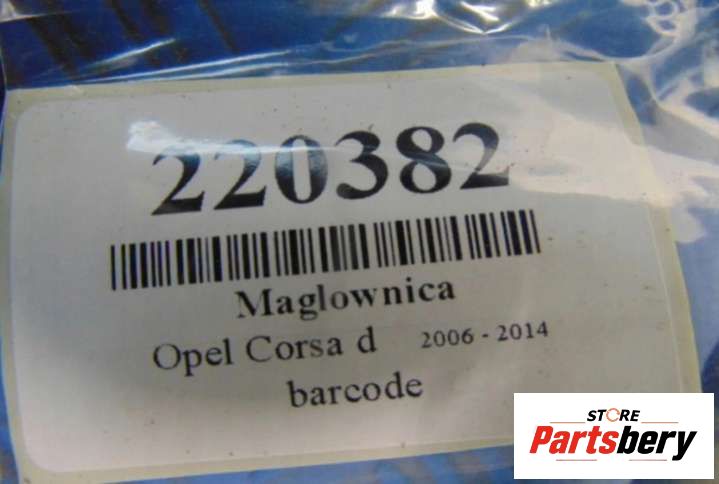 220382
Maglownica
Opel Corsa d 2006 - 2014
barcode
STORE
Partsbery